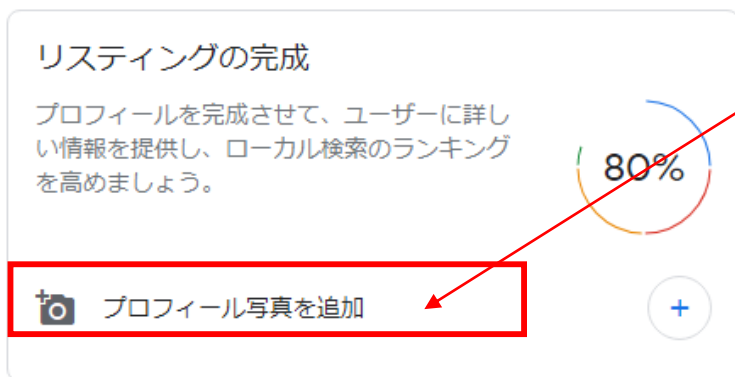 リスティングの完成
プロフィールを完成させて、ユーザーに詳し
い情報を提供し、ローカル検索のランキング
を高めましょう。
80%
プロフィール写真を追加
+